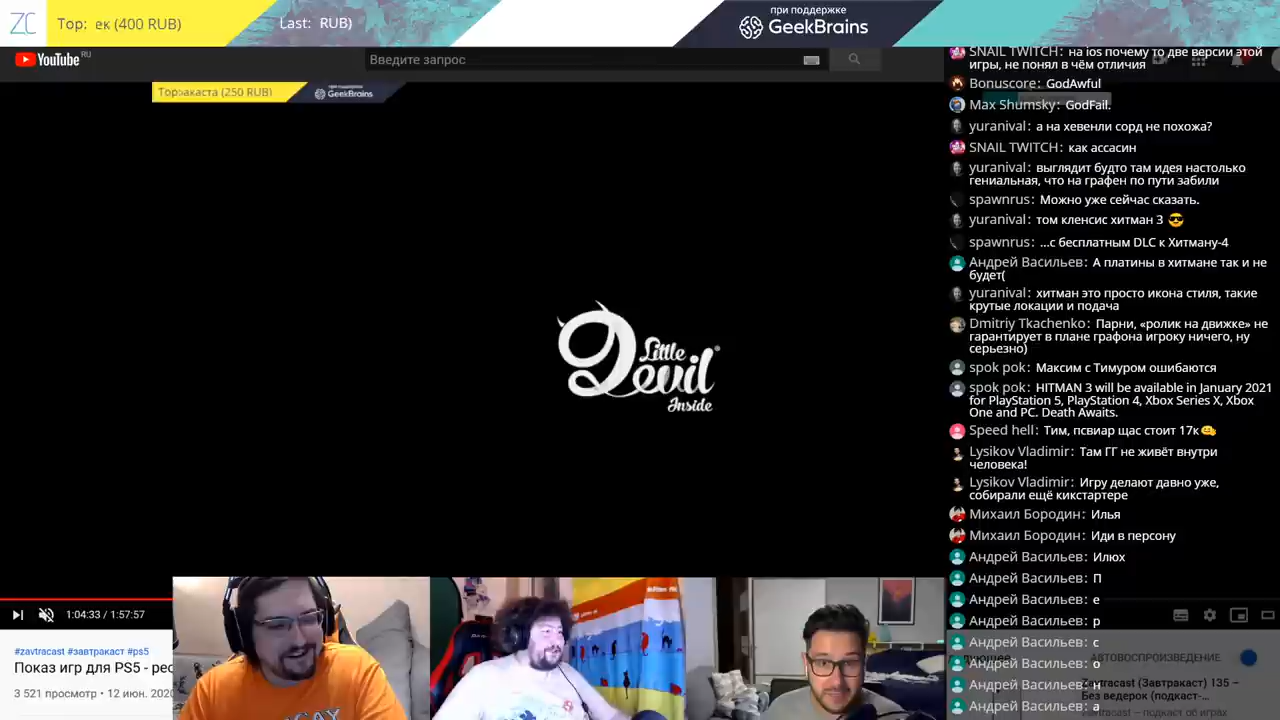 ZC
Top: ек (400 RUB)
Last: RUB)
при поддержке
GeekBrains
YouTube RU
Введите запрос
Top: акаста (250 RUB)
при поддержке
GeekBrains
Little
Devil
Inside
1:04:33 / 1:57:57
#zavtracast #завтракаст #ps5
Показ игр для PS5 - рес
3 521 просмотр • 12 июн. 2020
SNAIL TWITCH: на ios почему то две версии этой
игры, не понял в чём отличия
Bonuscore: GodAwful
Max Shumsky: GodFail.
yuranival: а на хевенли сорд не похожа?
SNAIL TWITCH: как ассасин
yuranival: выглядит будто там идея настолько
гениальная, что на графен по пути забили
spawnrus: Можно уже сейчас сказать.
yuranival: том кленсис хитман 3 😎
spawnrus: ...с бесплатным DLC к Хитману-4
Андрей Васильев: А платины в хитмане так и не
будет(
yuranival: хитман это просто икона стиля, такие
крутые локации и подача
Dmitriy Tkachenko: Парни, «ролик на движке» не
гарантирует в плане графона игроку ничего, ну
серьезно)
spok pok: Максим с Тимуром ошибаются
spok pok: HITMAN 3 will be available in January 2021
for PlayStation 5, PlayStation 4, Xbox Series X, Xbox
One and PC. Death Awaits.
Speed hell: Тим, псвиар щас стоит 17к
Lysikov Vladimir: Там ГГ не живёт внутри
человека!
Lysikov Vladimir: Игру делают давно уже,
собирали ещё кикстартере
Михаил Бородин: Илья
Михаил Бородин: Иди в персону
Андрей Васильев: Илюх
Андрей Васильев: П
Андрей Васильев: е
Андрей Васильев: р
Андрей Васильев: с
Андрей Васильев: о
Андрей Васильев: н
Андрей Васильев: а
АВТОВОСПРОИЗВЕДЕНИЕ
Zavtracast (Завтракаст) 135 –
Без ведерок (подкаст-...
Zavtracast – подкаст об играх